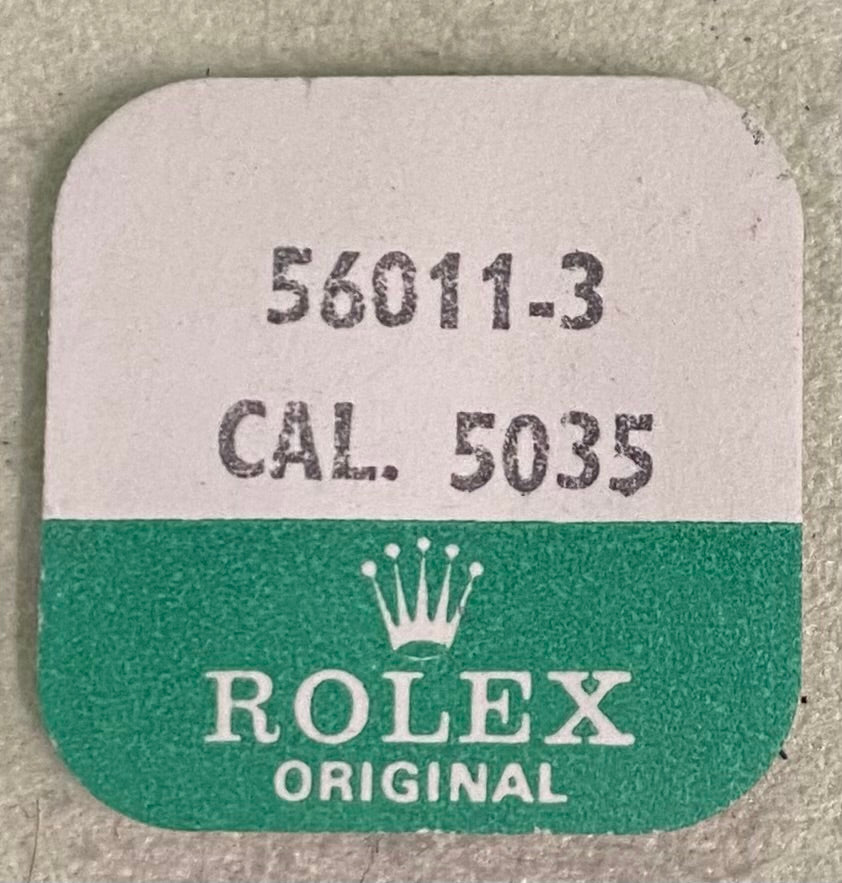 56011-3
CAL. 5035
ROLEX
ORIGINAL